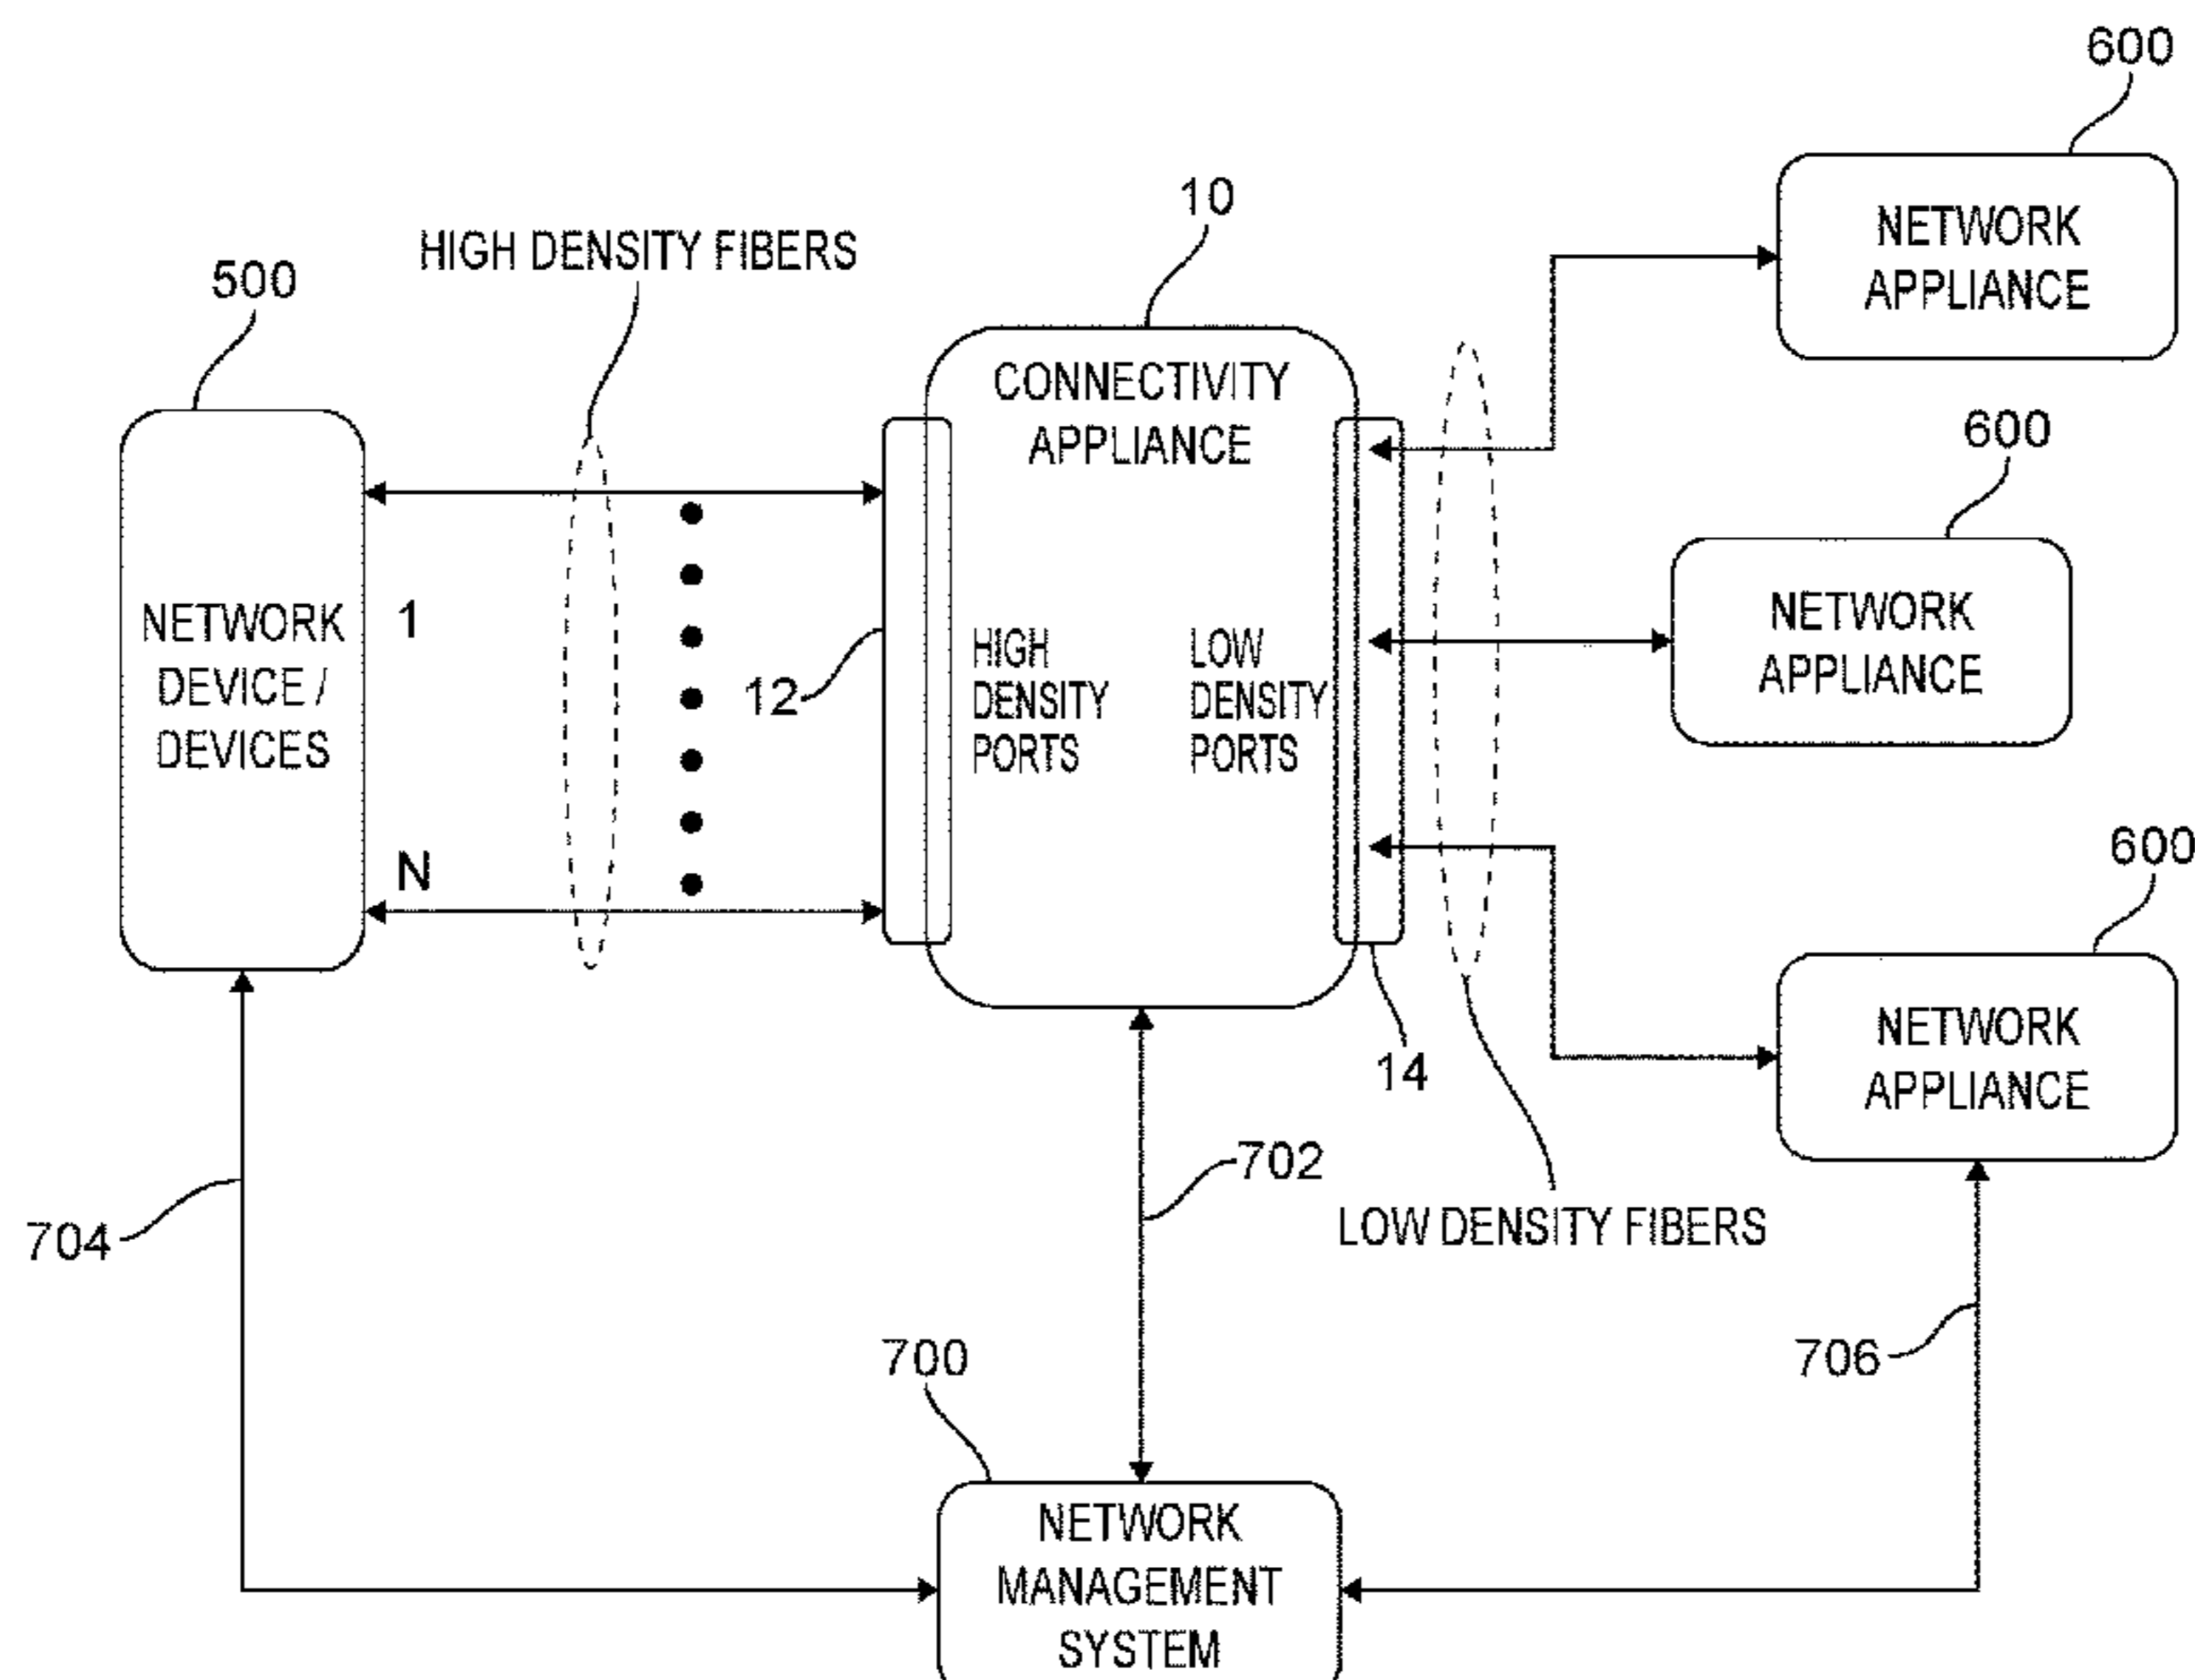 600
10
NETWORK
APPLIANCE
HIGH DENSITY FIBERS
500
CONNECTIVITY
APPLIANCE
600
NETWORK
APPLIANCE
1
NETWORK
DEVICE /
DEVICES
12
HIGH
DENSITY
PORTS
LOW
DENSITY
PORTS
N
600
NETWORK
APPLIANCE
14
702
LOW DENSITY FIBERS
704
700
706
NETWORK
MANAGEMENT
SYSTEM